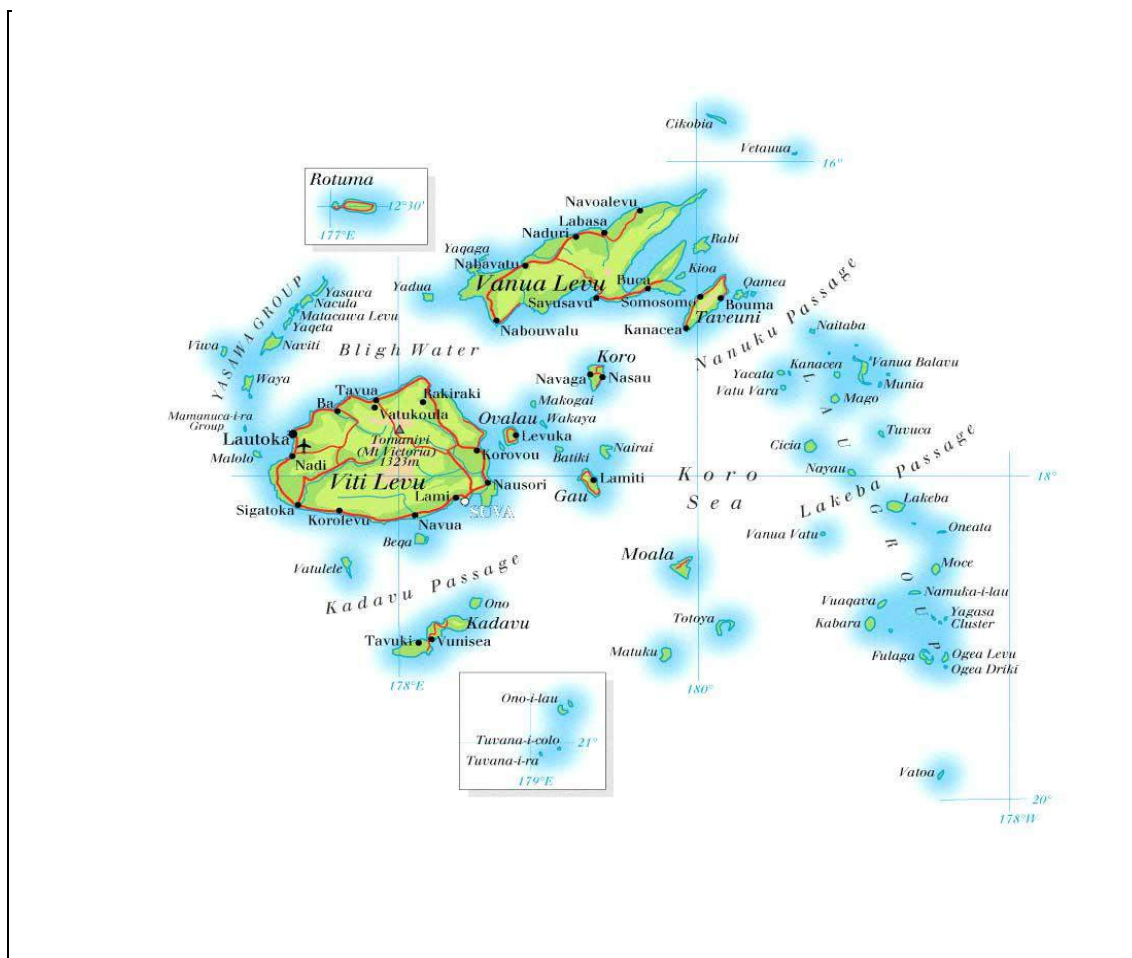 Cikobia
Vetauua
16°
Rotuma
12°30'
177°E
Navoalevu
Labasa
Naduri
Rabi
Yaqaga
Nabavatu
Kioa
Vanua Levu
Buca
Qamea
Yadua
Savusavu
Somosomo
Bouma
Taveuni
Nabouwalu
Kanacea
Nanuku Passage
YASAWA GROUP
Yasawa
Nacula
Matacawa Levu
Yaqeta
Naviti
Viwa
Waya
Bligh Water
Naitaba
Koro
Navaga
Nasau
Yacata
Kanacea
Vanua Balavu
Vatu Vara
Munia
Mago
LAU GROUP
Tavua
Rakiraki
Ba
Vatukoula
Makogai
Wakaya
Mamanuca-i-ra
Group
Ovalau
Levuka
Lautoka
Tomanivi
(Mt Victoria)
1323m
Korovou
Batiki
Nairai
Cicia
Tuvuca
Malolo
Nadi
Nayau
Lakeba Passage
Viti Levu
Nausori
Lamiti
Gau
Koro
Sea
18°
Lami
SUVA
Sigatoka
Korolevu
Navua
Lakeba
Oneata
Beqa
Vanua Vatu
Vatulele
Moala
Moce
Kadavu Passage
Namuka-i-lau
Ono
Vuaqava
Yagasa
Cluster
Kadavu
Totoya
Kabara
Tavuki
Vunisea
Matuku
Fulaga
Ogea Levu
Ogea Driki
178°E
180°
Ono-i-lau
Tuvana-i-colo
21°
Tuvana-i-ra
179°E
Vatoa
20°
178°W